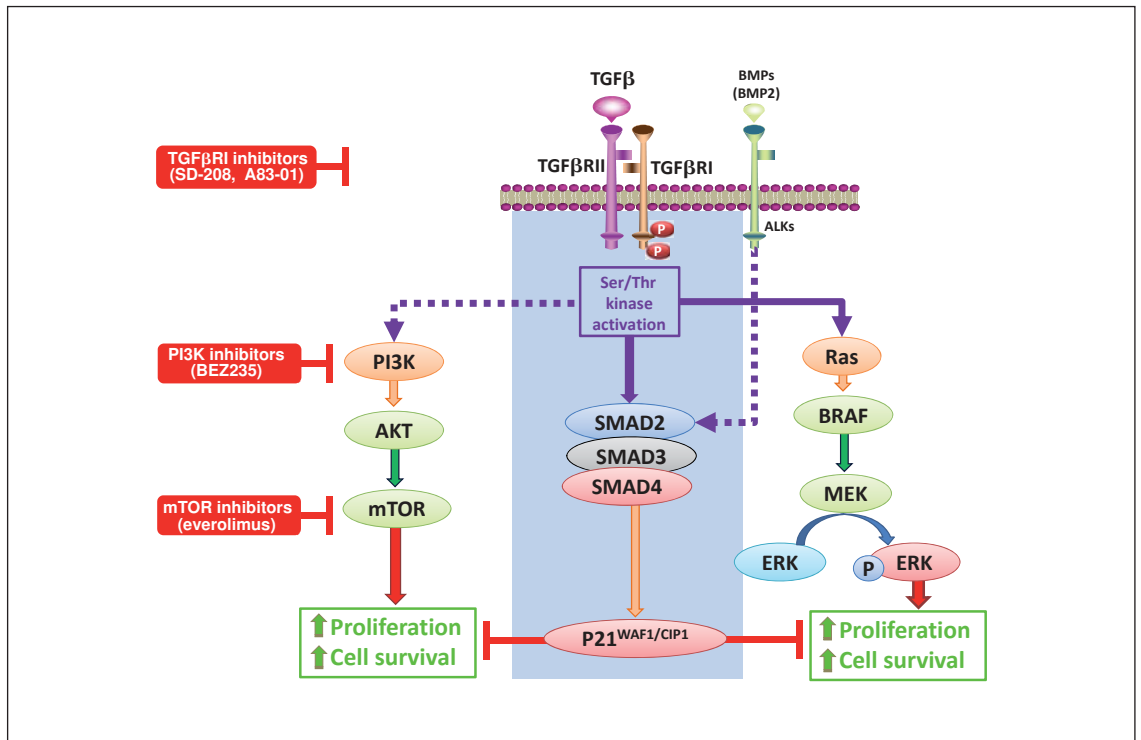 TGFβ
BMPs
(BMP2)
TGFβRI inhibitors
(SD-208, A83-01)
TGFβRII
TGFβRI
P
P
ALKs
Ser/Thr
kinase
activation
PI3K inhibitors
(BEZ235)
PI3K
Ras
AKT
SMAD2
BRAF
SMAD3
SMAD4
MEK
mTOR inhibitors
(everolimus)
mTOR
ERK
P
ERK
Proliferation
Cell survival
P21WAF1/CIP1
Proliferation
Cell survival